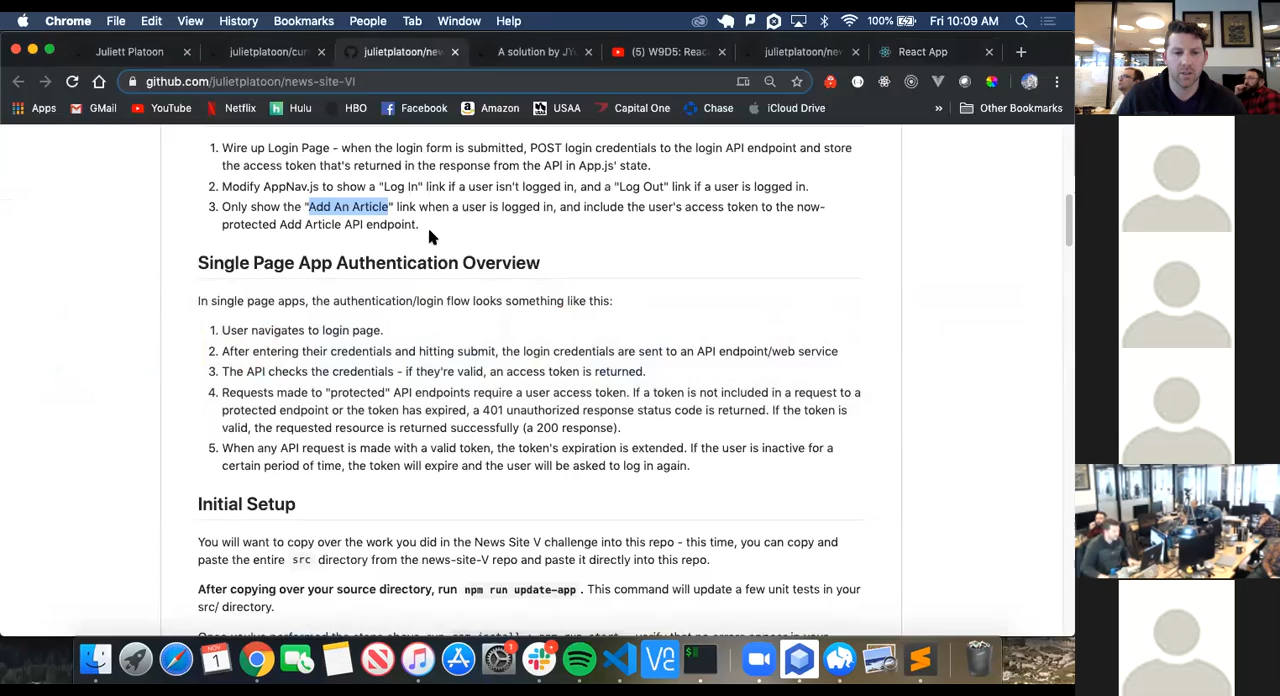 Chrome File Edit View History Bookmarks People Tab Window Help 100% Fri 10:09 AM
Juliett Platoon julietplatoon/cur julietplatoon/nev A solution by JY (5) W9D5: Rea julietplatoon/nev React App
github.com/julietplatoon/news-site-VI
Apps GMail YouTube Netflix Hulu HBO Facebook Amazon USAA Capital One Chase iCloud Drive » Other Bookmarks
1. Wire up Login Page - when the login form is submitted, POST login credentials to the login API endpoint and store
the access token that's returned in the response from the API in App.js' state.
2. Modify AppNav.js to show a "Log In" link if a user isn't logged in, and a "Log Out" link if a user is logged in.
3. Only show the "Add An Article" link when a user is logged in, and include the user's access token to the now-
protected Add Article API endpoint.
Single Page App Authentication Overview
In single page apps, the authentication/login flow looks something like this:
1. User navigates to login page.
2. After entering their credentials and hitting submit, the login credentials are sent to an API endpoint/web service
3. The API checks the credentials - if they're valid, an access token is returned.
4. Requests made to "protected" API endpoints require a user access token. If a token is not included in a request to a
protected endpoint or the token has expired, a 401 unauthorized response status code is returned. If the token is
valid, the requested resource is returned successfully (a 200 response).
5. When any API request is made with a valid token, the token's expiration is extended. If the user is inactive for a
certain period of time, the token will expire and the user will be asked to log in again.
Initial Setup
You will want to copy over the work you did in the News Site V challenge into this repo - this time, you can copy and
paste the entire src directory from the news-site-V repo and paste it directly into this repo.
After copying over your source directory, run npm run update-app . This command will update a few unit tests in your
src/ directory.
NOV 1